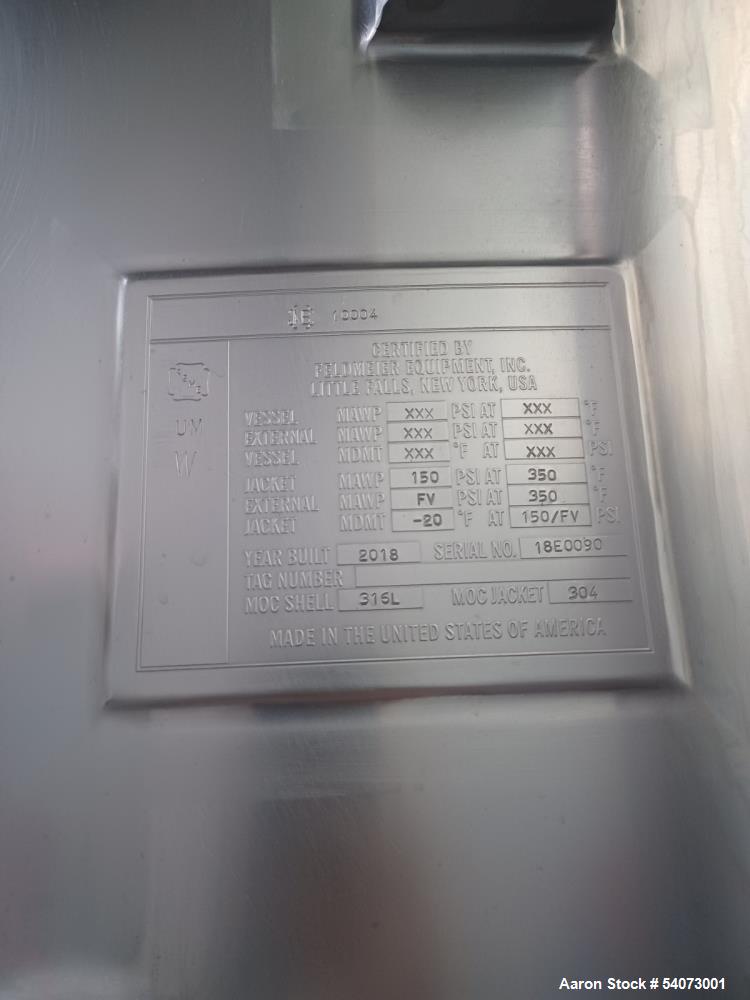 10004
CERTIFIED BY
FELDMEIER EQUIPMENT, INC.
LITTLE FALLS, NEW YORK, USA
UM
W
VESSEL MAWP XXX PSI AT XXX °F
EXTERNAL MAWP XXX PSI AT XXX °F
VESSEL MDMT XXX °F AT XXX PSI
JACKET MAWP 150 PSI AT 350 °F
EXTERNAL MAWP FV PSI AT 350 °F
JACKET MDMT -20 °F AT 150/FV PSI
YEAR BUILT 2018 SERIAL NO. 18E0090
TAG NUMBER
MOC SHELL 316L MOC JACKET 304
MADE IN THE UNITED STATES OF AMERICA
Aaron Stock # 54073001